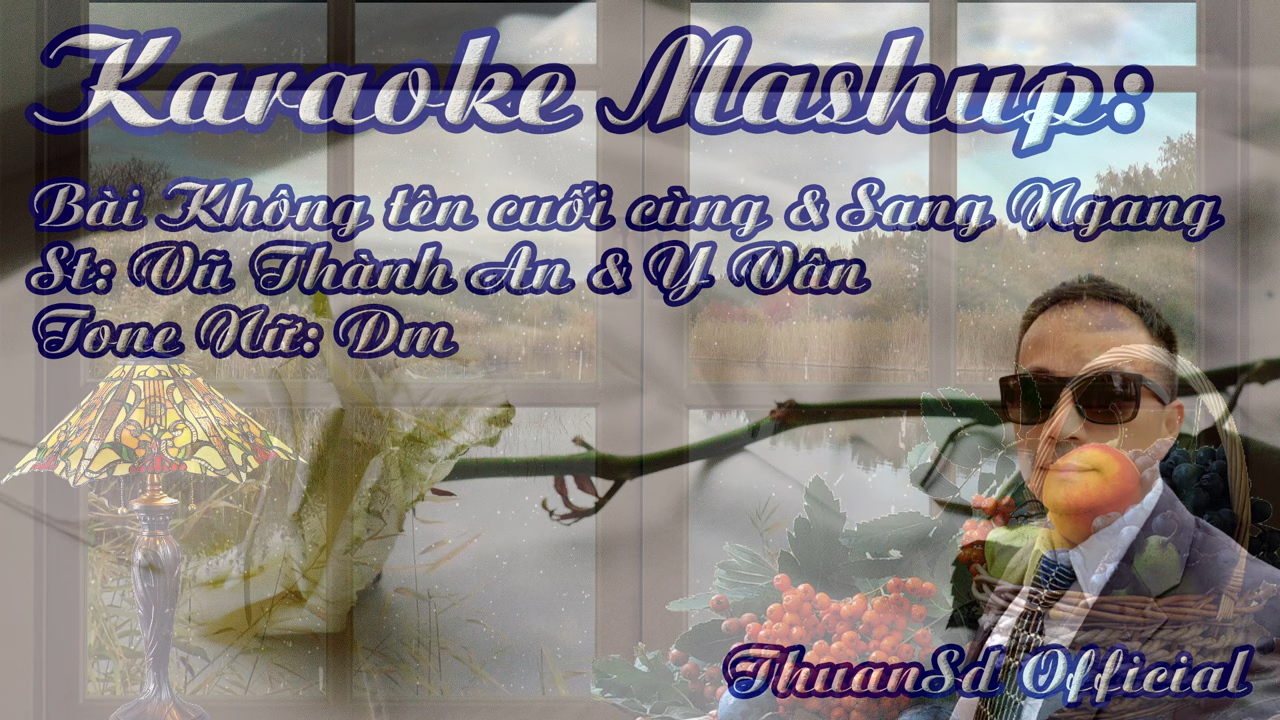 Karaoke Mashup:
Bài Không tên cuối cùng & Sang Ngang
St: Vũ Thành An & Y Vân
Tone Nữ: Dm
ThuanSd Official